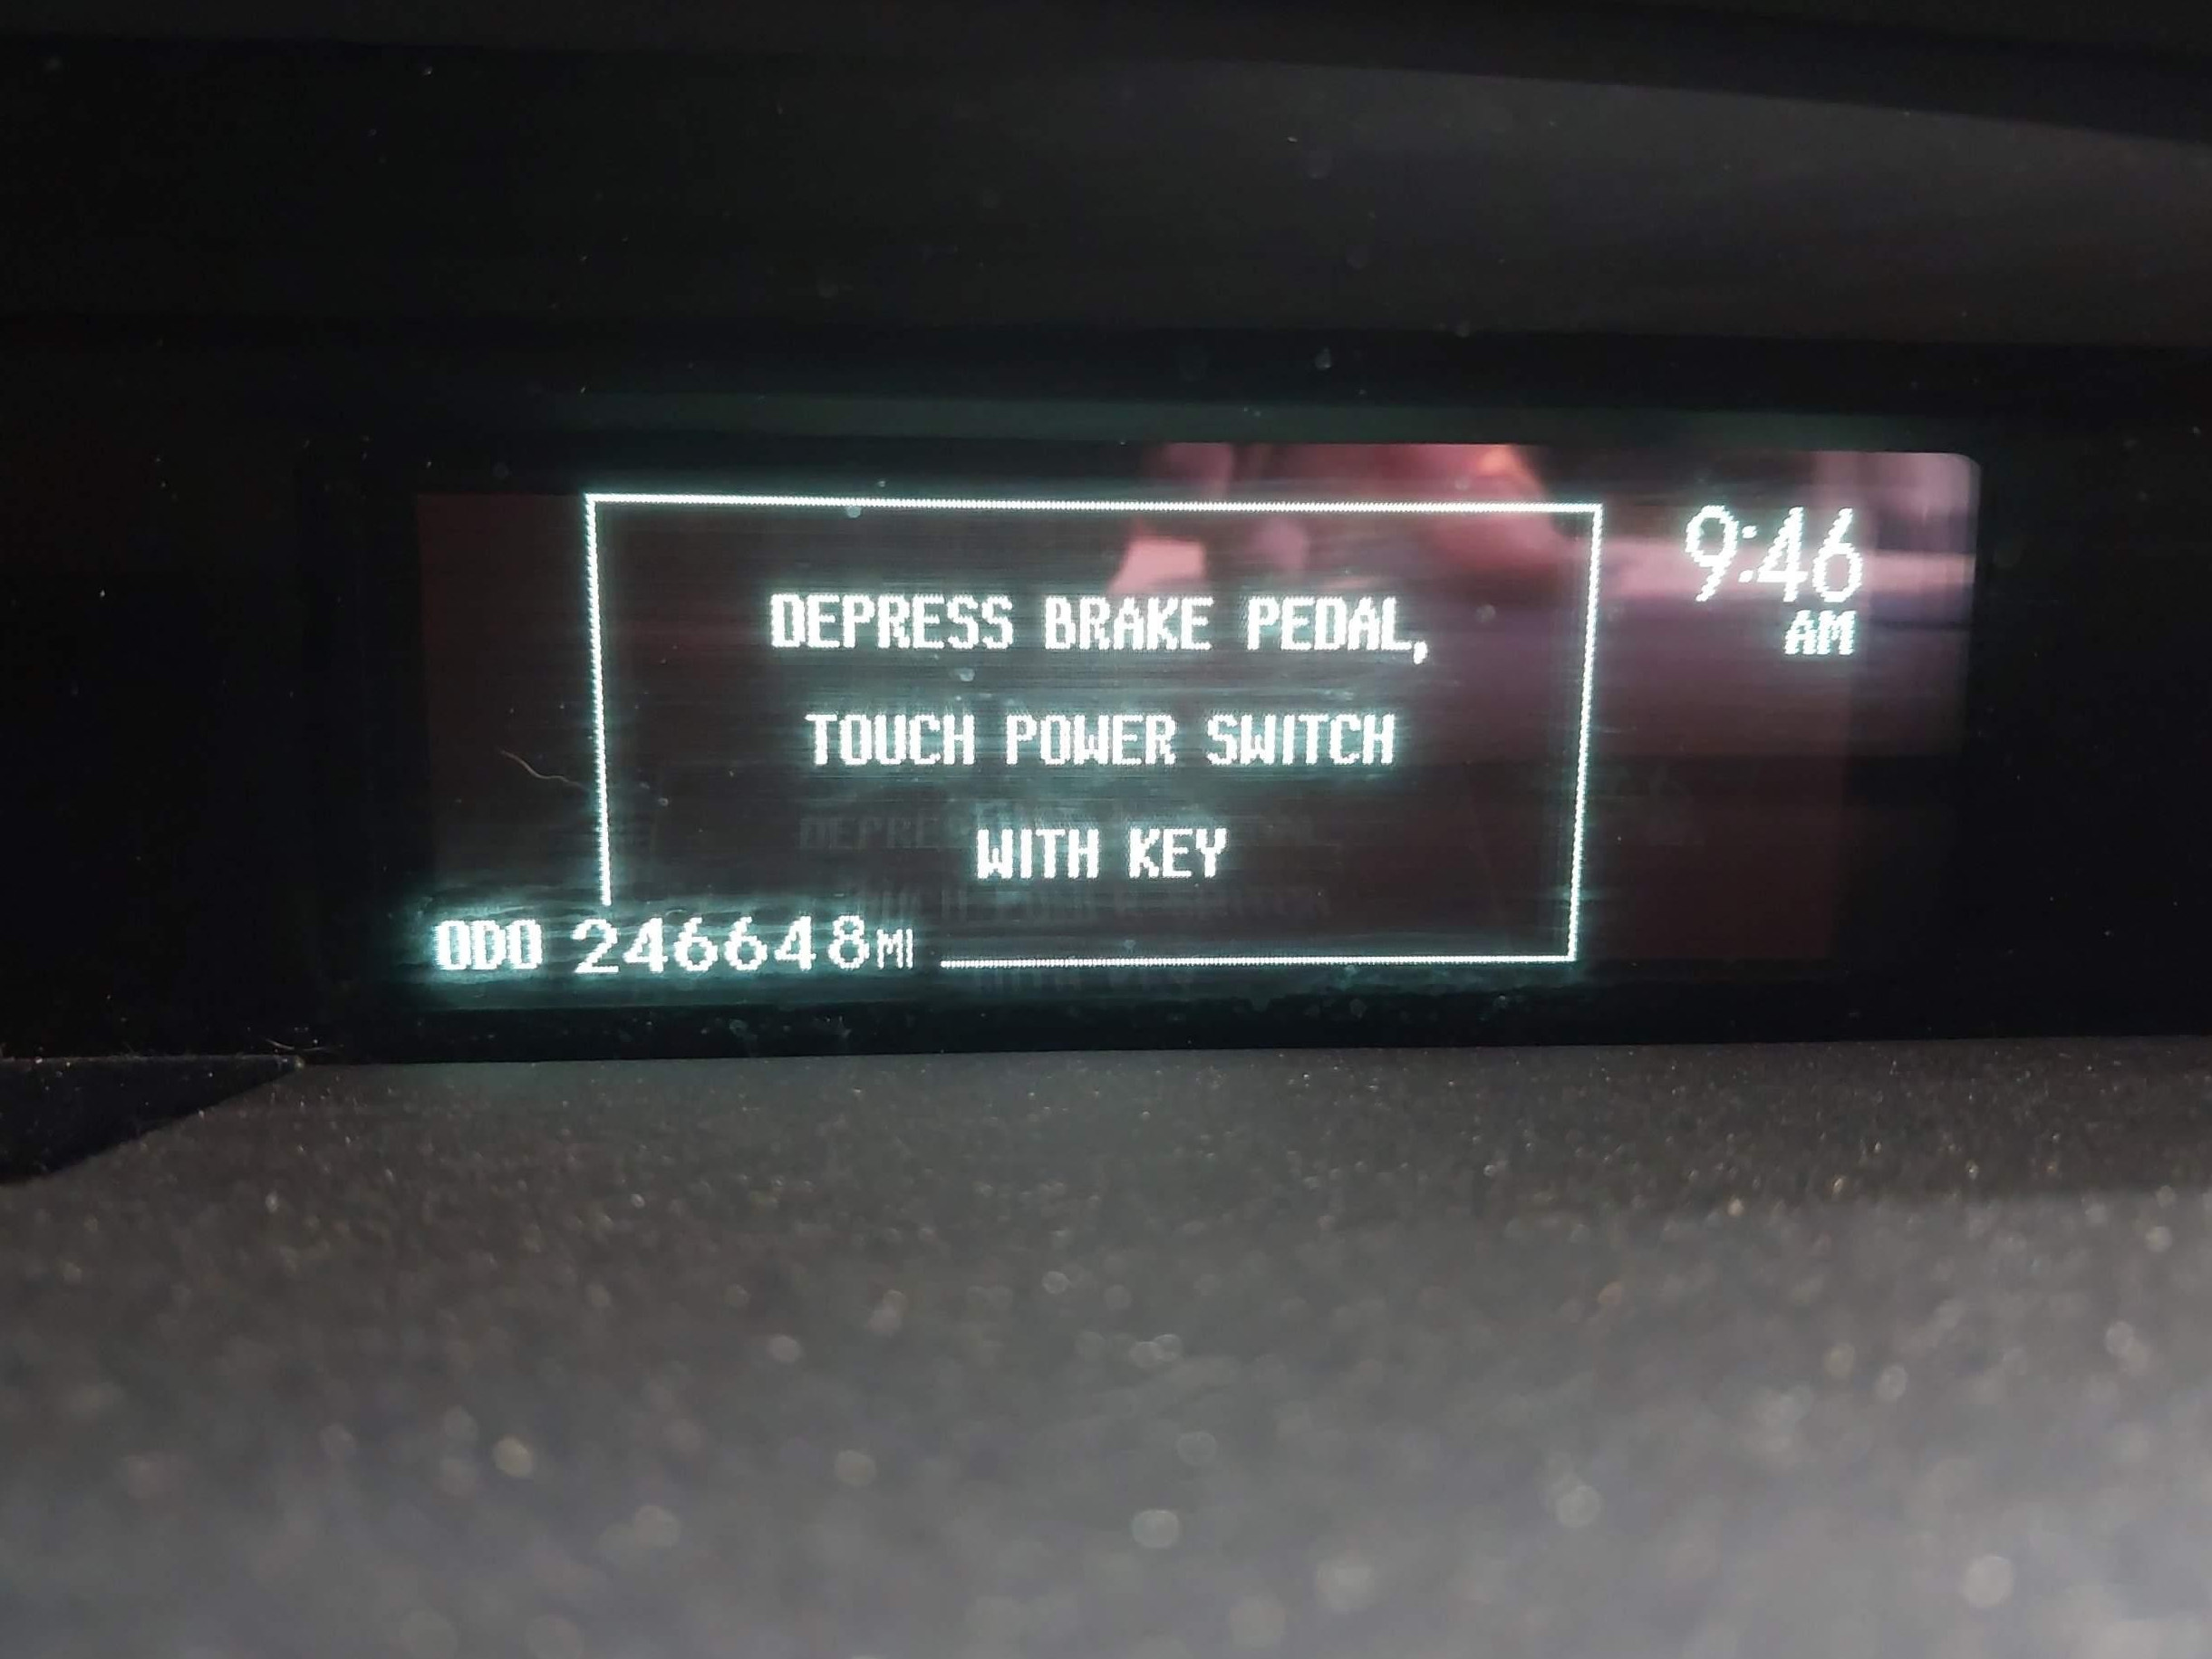 9:46
AM
DEPRESS BRAKE PEDAL,
TOUCH POWER SWITCH
WITH KEY
ODO 246648MI